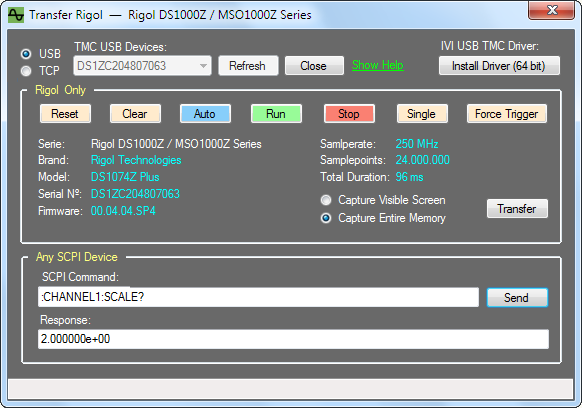 Transfer Rigol — Rigol DS1000Z / MSO1000Z Series
USB
TCP
TMC USB Devices:
DS1ZC204807063
Refresh
Close
Show Help
IVI USB TMC Driver:
Install Driver (64 bit)
Rigol Only
Reset
Clear
Auto
Run
Stop
Single
Force Trigger
Serie: Rigol DS1000Z / MSO1000Z Series
Brand: Rigol Technologies
Model: DS1074Z Plus
Serial Nº: DS1ZC204807063
Firmware: 00.04.04.SP4
Samlperate: 250 MHz
Samplepoints: 24.000.000
Total Duration: 96 ms
Capture Visible Screen
Capture Entire Memory
Transfer
Any SCPI Device
SCPI Command:
:CHANNEL1:SCALE?
Send
Response:
2.000000e+00